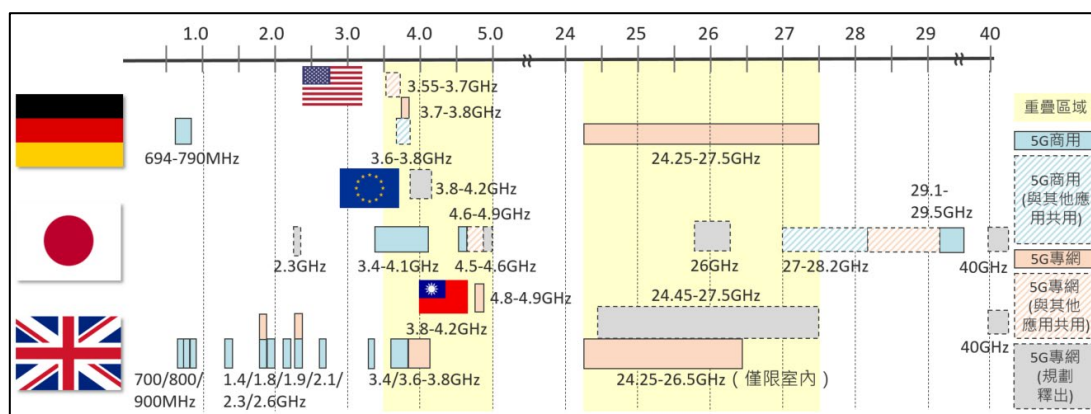 1.0 2.0 3.0 4.0 5.0 24 25 26 27 28 29 40
3.55-3.7GHz
3.7-3.8GHz
694-790MHz
3.6-3.8GHz
24.25-27.5GHz
3.8-4.2GHz
4.6-4.9GHz
29.1-
29.5GHz
2.3GHz
3.4-4.1GHz
4.5-4.6GHz
26GHz
27-28.2GHz
40GHz
4.8-4.9GHz
24.45-27.5GHz
3.8-4.2GHz
40GHz
700/800/
900MHz
1.4/1.8/1.9/2.1/
2.3/2.6GHz
3.4/3.6-3.8GHz
24.25-26.5GHz(僅限室內)
重疊區域
5G商用
5G商用
(與其他應
用共用)
5G專網
5G專網
(與其他
應用共用)
5G專網
(規劃
釋出)